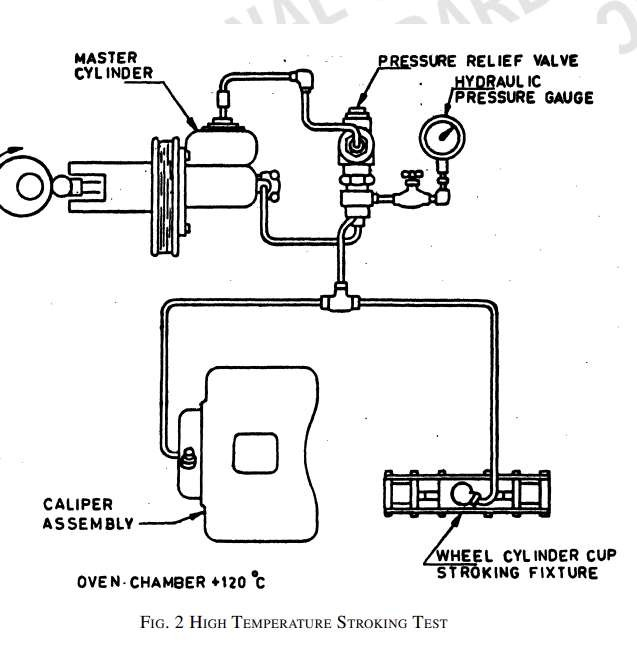 MASTER
CYLINDER
PRESSURE RELIEF VALVE
HYDRAULIC
PRESSURE GAUGE
CALIPER
ASSEMBLY
WHEEL CYLINDER CUP
STROKING FIXTURE
OVEN-CHAMBER +120 °C
FIG. 2 HIGH TEMPERATURE STROKING TEST